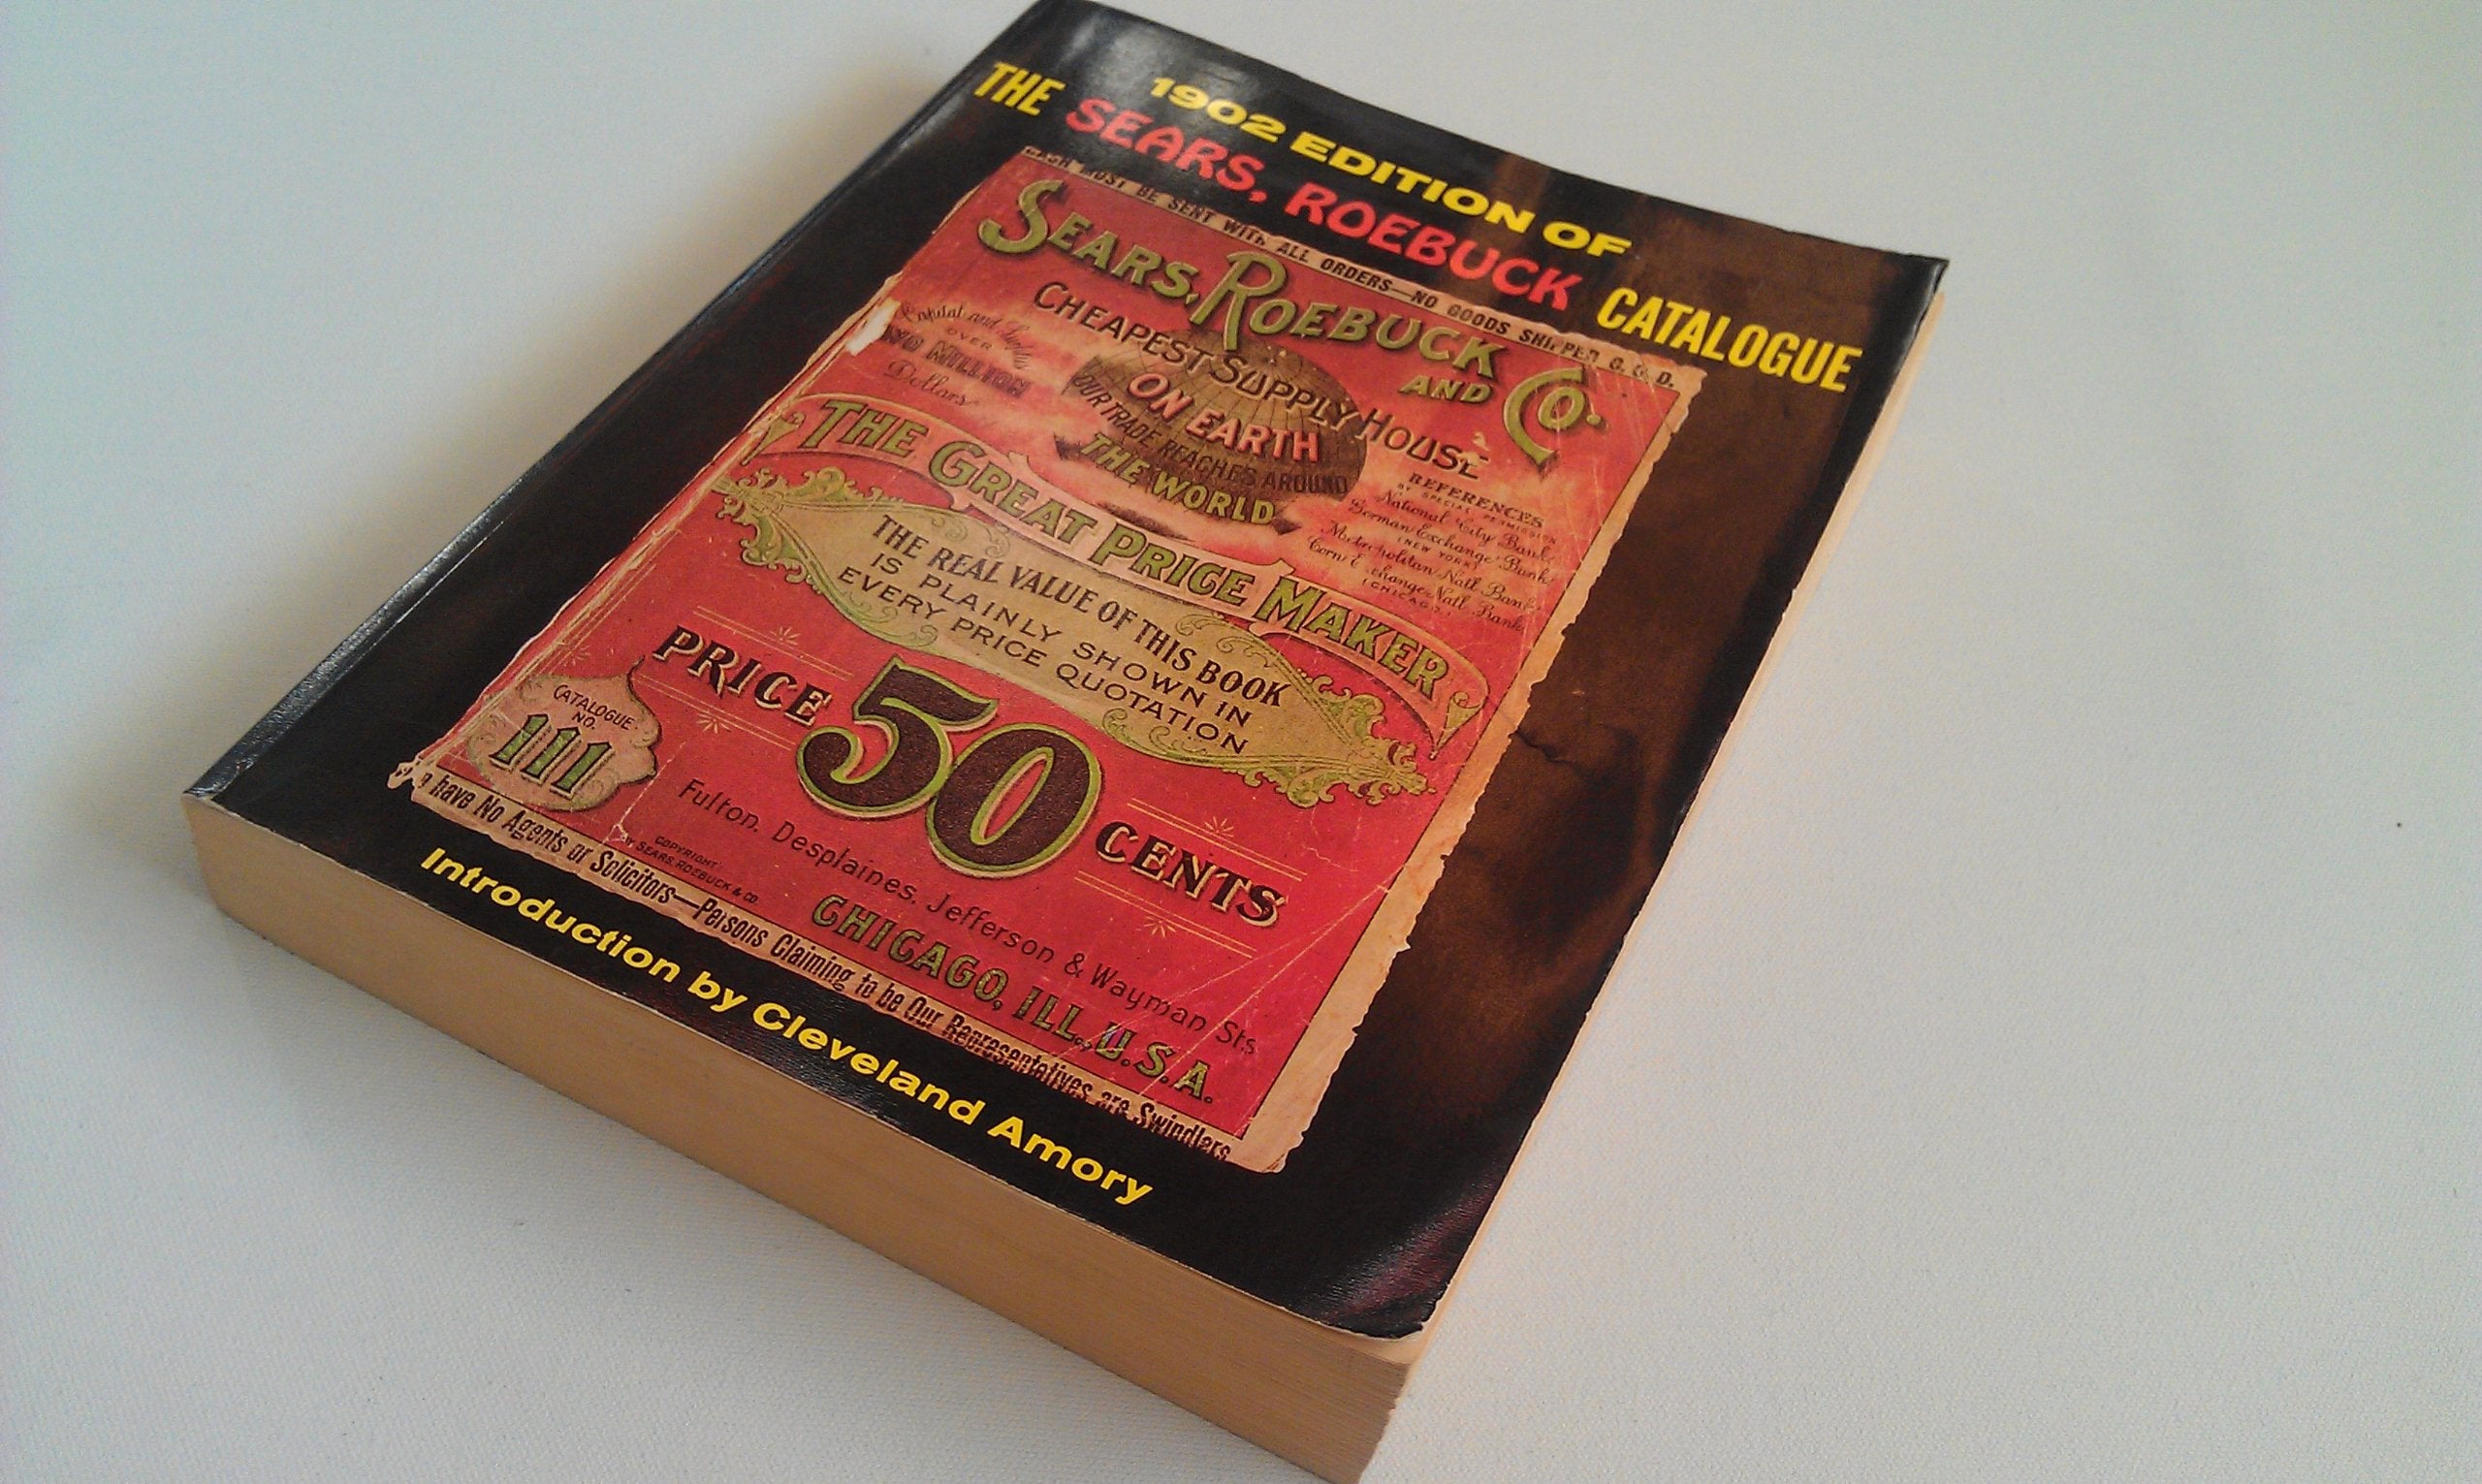 1902 EDITION OF
THE SEARS, ROEBUCK CATALOGUE
CASH MUST BE SENT WITH ALL ORDERS—NO GOODS SHIPPED C.O.D.
SEARS, ROEBUCK AND CO.
CHEAPEST SUPPLY HOUSE
ON EARTH
OUR TRADE REACHES AROUND
THE WORLD
Capital and Surplus
OVER
TWO MILLION
Dollars
REFERENCES
BY SPECIAL PERMISSION
National City Bank
German Exchange Bank
(NEW YORK)
Metropolitan Natl. Bank
Corn Exchange Natl. Bank
(CHICAGO)
THE GREAT PRICE MAKER
THE REAL VALUE OF THIS BOOK
IS PLAINLY SHOWN IN
EVERY PRICE QUOTATION
PRICE 50 CENTS
CATALOGUE
NO.
111
Fulton, Desplaines, Jefferson & Wayman Sts.
CHICAGO, ILL., U.S.A.
COPYRIGHT
BY SEARS, ROEBUCK & CO.
have No Agents or Solicitors—Persons Claiming to be Our Representatives are Swindlers
Introduction by Cleveland Amory